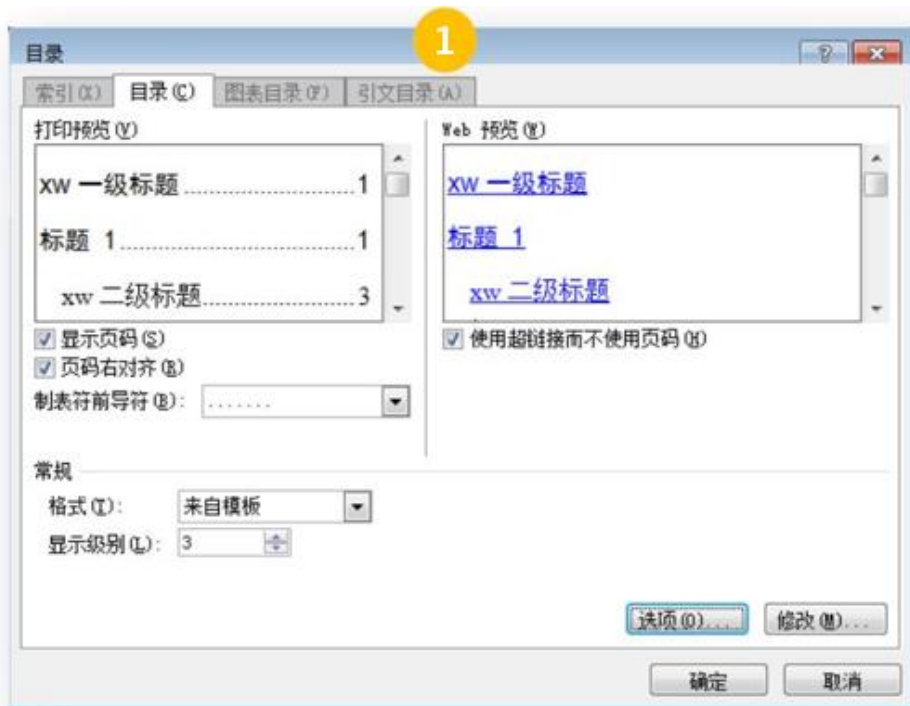 1
目录
索引(X) 目录(C) 图表目录(F) 引文目录(A)
打印预览(V)
xw 一级标题..............................1
标题 1....................................1
xw 二级标题...........................3
显示页码(S)
页码右对齐(R)
制表符前导符(B): .......
Web 预览(W)
xw 一级标题
标题 1
xw 二级标题
使用超链接而不使用页码(H)
常规
格式(T): 来自模板
显示级别(L): 3
选项(O)... 修改(M)...
确定 取消